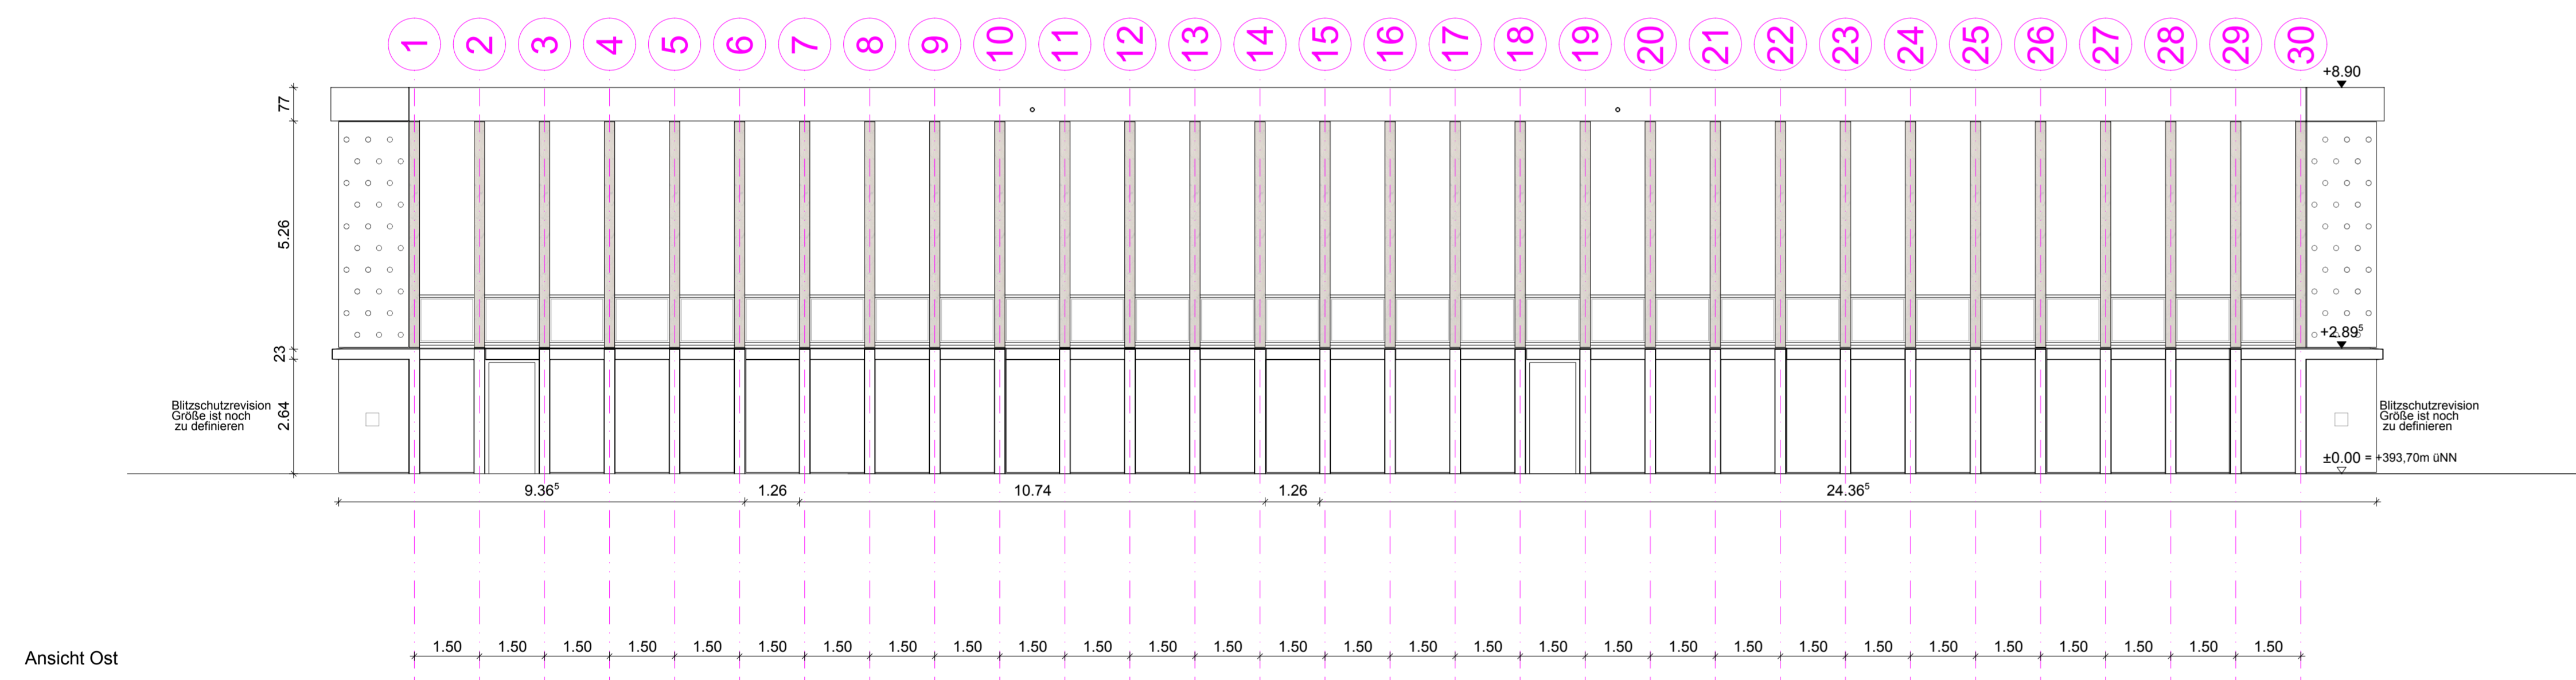 1 2 3 4 5 6 7 8 9 10 11 12 13 14 15 16 17 18 19 20 21 22 23 24 25 26 27 28 29 30
+8.90
77
5.26
+2.89⁵
23
2.64
Blitzschutzrevision
Größe ist noch
zu definieren
Blitzschutzrevision
Größe ist noch
zu definieren
±0.00 = +393,70m üNN
9.36⁵ 1.26 10.74 1.26 24.36⁵
1.50 1.50 1.50 1.50 1.50 1.50 1.50 1.50 1.50 1.50 1.50 1.50 1.50 1.50 1.50 1.50 1.50 1.50 1.50 1.50 1.50 1.50 1.50 1.50 1.50 1.50 1.50 1.50 1.50
Ansicht Ost